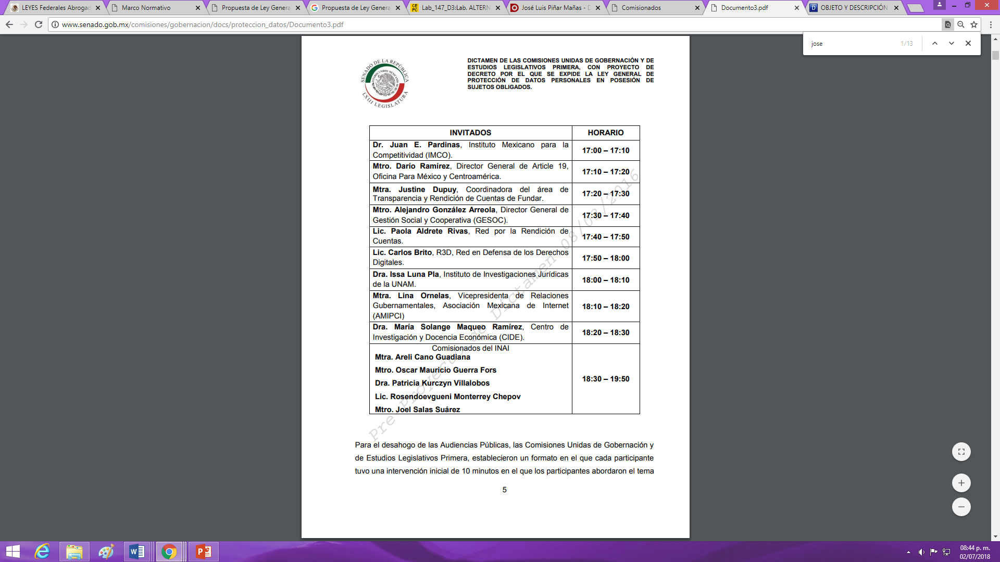 LEYES Federales Abogad
Marco Normativo
Propuesta de Ley Genera
Propuesta de Ley Genera
Lab_147_D3:Lab. ALTERN
José Luis Piñar Mañas - D
Comisionados
Documento3.pdf
OBJETO Y DESCRIPCIÓN
www.senado.gob.mx/comisiones/gobernacion/docs/proteccion_datos/Documento3.pdf
jose 1/13
SENADO DE LA REPÚBLICA
ESTADOS UNIDOS MEXICANOS
LXIII LEGISLATURA
DICTAMEN DE LAS COMISIONES UNIDAS DE GOBERNACIÓN Y DE
ESTUDIOS LEGISLATIVOS PRIMERA, CON PROYECTO DE
DECRETO POR EL QUE SE EXPIDE LA LEY GENERAL DE
PROTECCIÓN DE DATOS PERSONALES EN POSESIÓN DE
SUJETOS OBLIGADOS.
INVITADOS HORARIO
Dr. Juan E. Pardinas, Instituto Mexicano para la
Competitividad (IMCO).
17:00 – 17:10
Mtro. Darío Ramírez, Director General de Article 19,
Oficina Para México y Centroamérica.
17:10 – 17:20
Mtra. Justine Dupuy, Coordinadora del área de
Transparencia y Rendición de Cuentas de Fundar.
17:20 – 17:30
Mtro. Alejandro González Arreola, Director General de
Gestión Social y Cooperativa (GESOC).
17:30 – 17:40
Lic. Paola Aldrete Rivas, Red por la Rendición de
Cuentas.
17:40 – 17:50
Lic. Carlos Brito, R3D, Red en Defensa de los Derechos
Digitales.
17:50 – 18:00
Dra. Issa Luna Pla, Instituto de Investigaciones Jurídicas
de la UNAM.
18:00 – 18:10
Mtra. Lina Ornelas, Vicepresidenta de Relaciones
Gubernamentales, Asociación Mexicana de Internet
(AMIPCI)
18:10 – 18:20
Dra. María Solange Maqueo Ramírez, Centro de
Investigación y Docencia Económica (CIDE).
18:20 – 18:30
Comisionados del INAI
Mtra. Areli Cano Guadiana
Mtro. Oscar Mauricio Guerra Fors
Dra. Patricia Kurczyn Villalobos
Lic. Rosendoevgueni Monterrey Chepov
Mtro. Joel Salas Suárez
18:30 – 19:50
Pre Proyecto de Dictamen 08/03/2016
Para el desahogo de las Audiencias Públicas, las Comisiones Unidas de Gobernación y
de Estudios Legislativos Primera, establecieron un formato en el que cada participante
tuvo una intervención inicial de 10 minutos en el que los participantes abordaron el tema
5
08:44 p. m.
02/07/2018